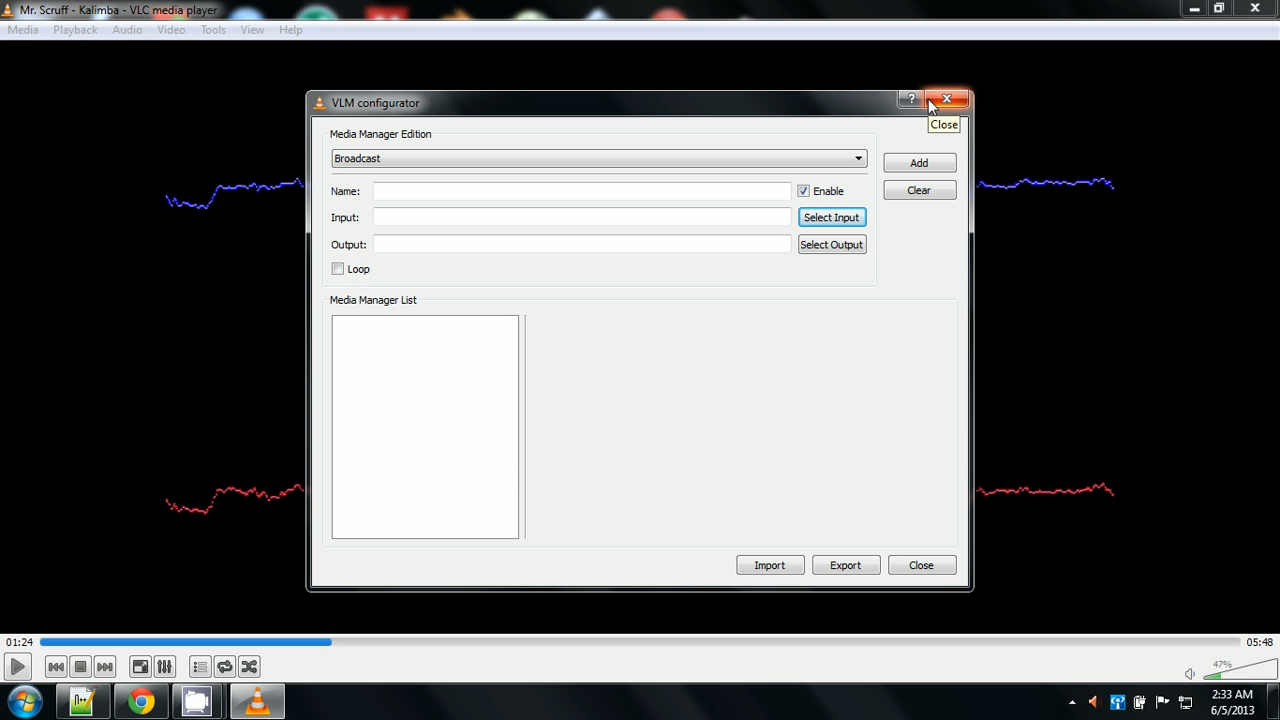 Mr. Scruff - Kalimba - VLC media player
Media Playback Audio Video Tools View Help
VLM configurator
?
Close
Media Manager Edition
Broadcast
Add
Name:
Enable
Clear
Input:
Select Input
Output:
Select Output
Loop
Media Manager List
Import Export Close
01:24
05:48
47%
2:33 AM
6/5/2013